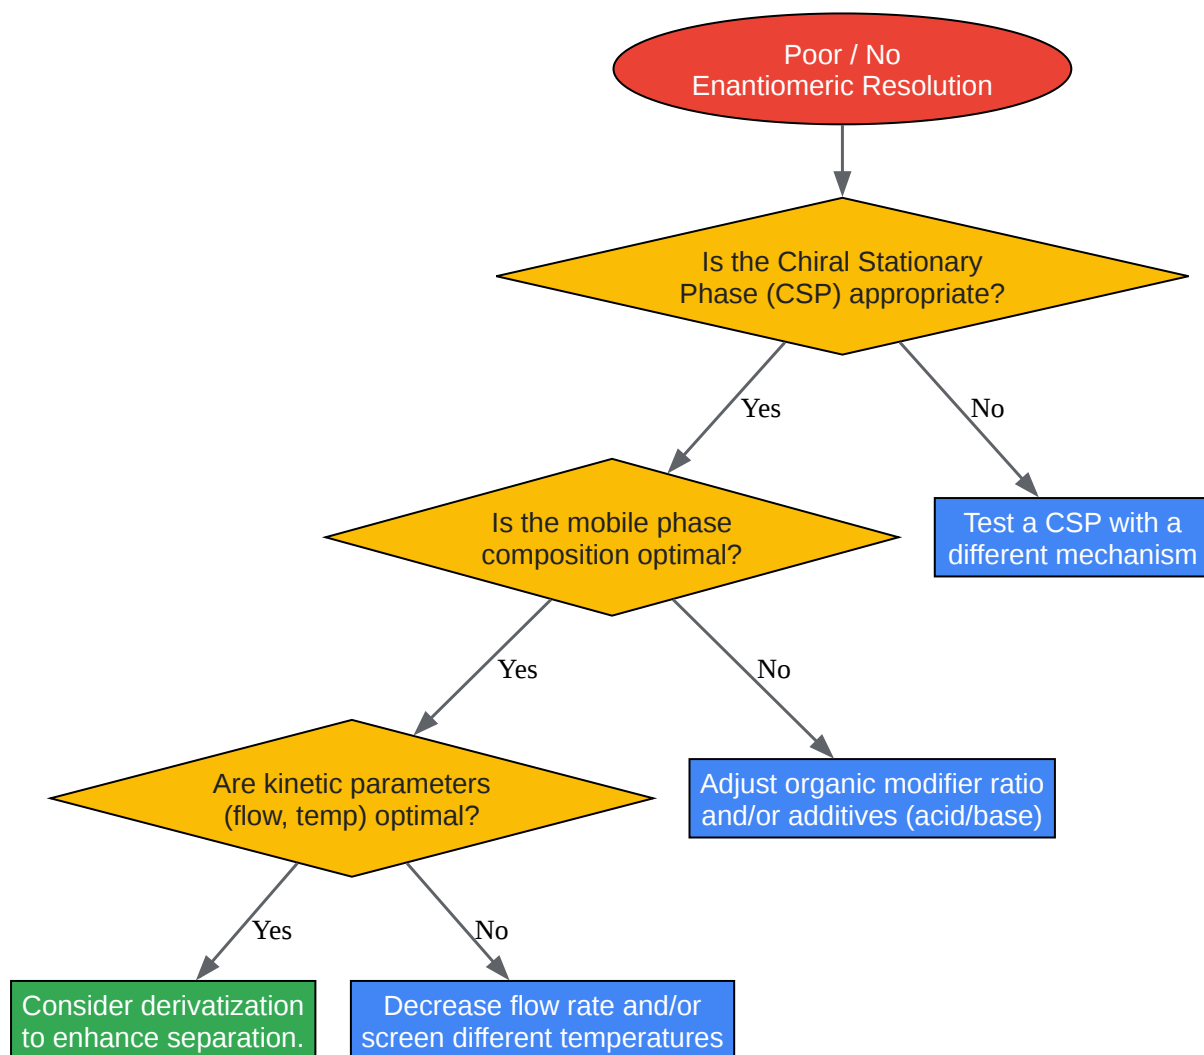 Poor / No
Enantiomeric Resolution
Is the Chiral Stationary
Phase (CSP) appropriate?
Yes
No
Is the mobile phase
composition optimal?
Test a CSP with a
different mechanism
Yes
No
Are kinetic parameters
(flow, temp) optimal?
Adjust organic modifier ratio
and/or additives (acid/base)
Yes
No
Consider derivatization
to enhance separation.
Decrease flow rate and/or
screen different temperatures